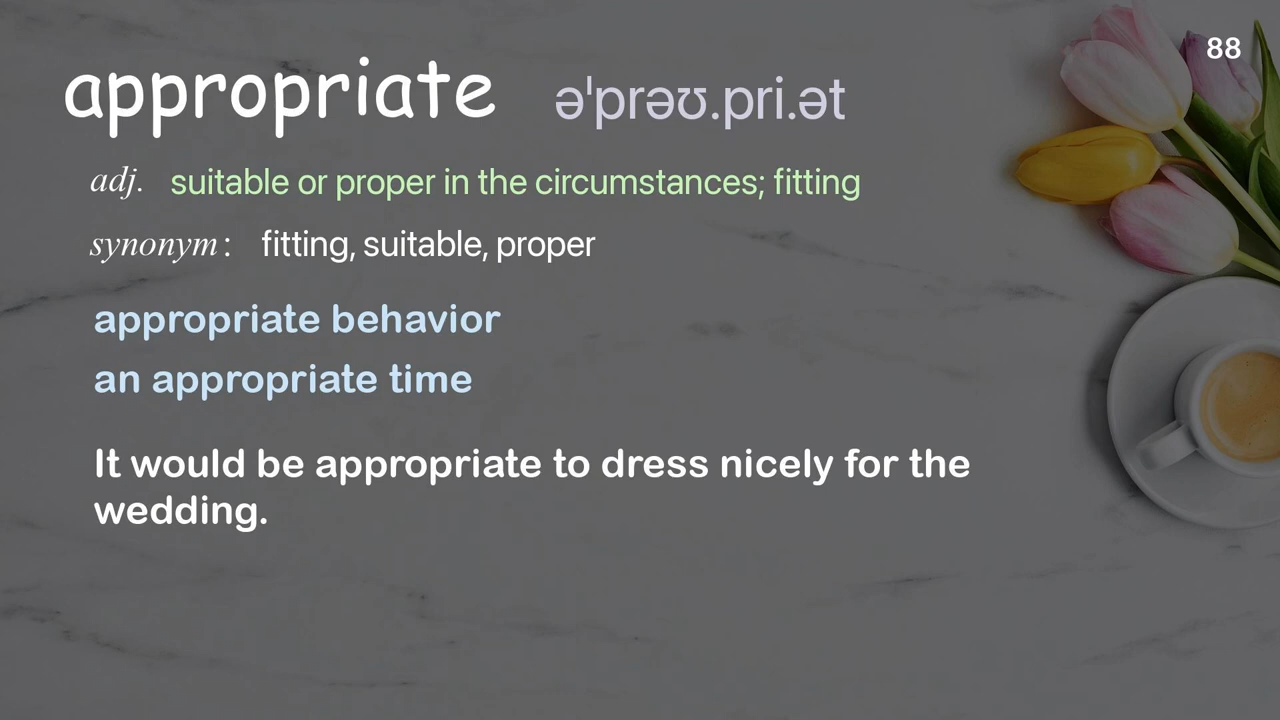 88
appropriate əˈprəʊ.pri.ət
adj. suitable or proper in the circumstances; fitting
synonym: fitting, suitable, proper
appropriate behavior
an appropriate time
It would be appropriate to dress nicely for the
wedding.